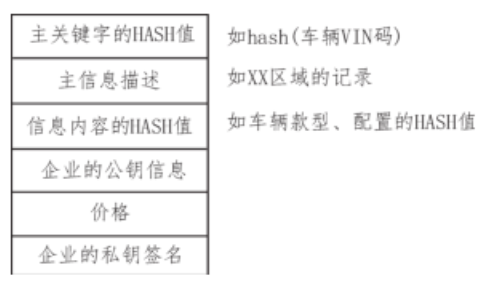 主关键字的HASH值 如hash(车辆VIN码)
主信息描述 如XX区域的记录
信息内容的HASH值 如车辆款型、配置的HASH值
企业的公钥信息
价格
企业的私钥签名